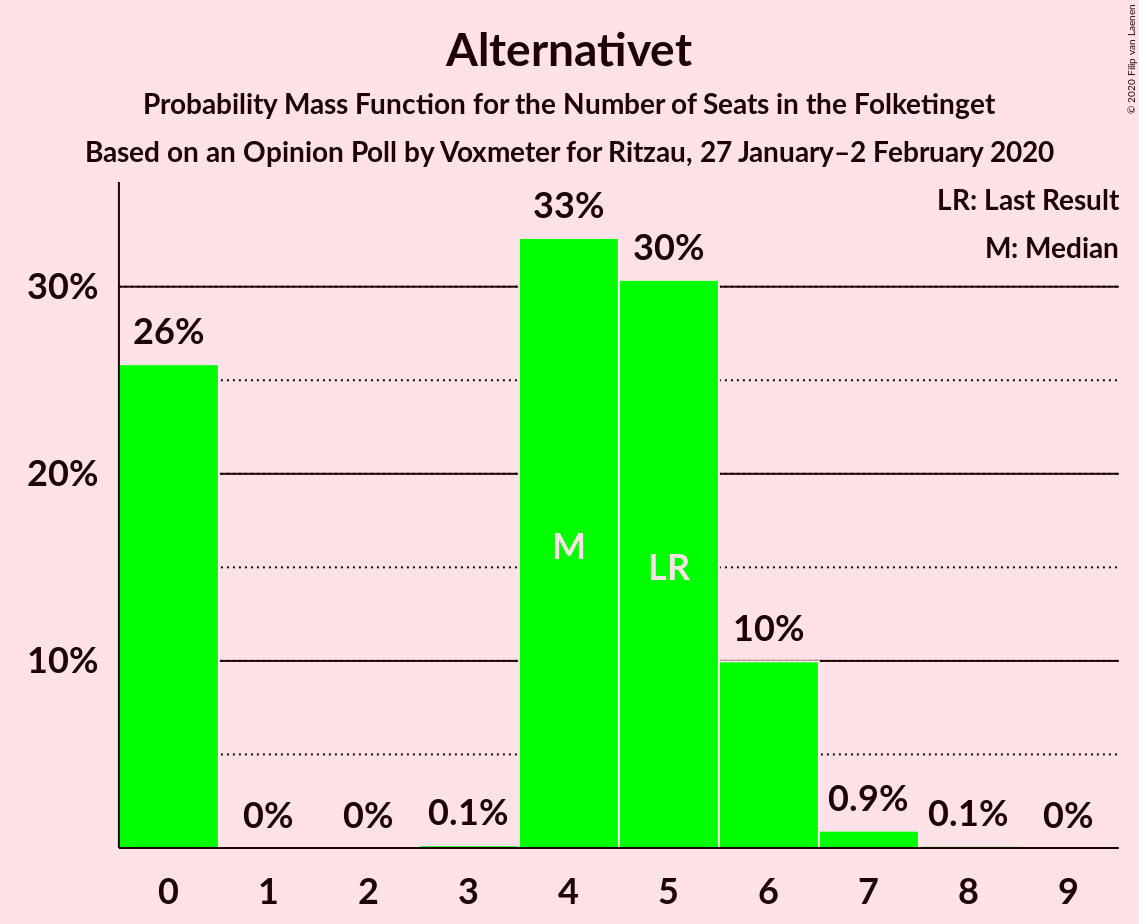 Alternativet
Probability Mass Function for the Number of Seats in the Folketinget
Based on an Opinion Poll by Voxmeter for Ritzau, 27 January–2 February 2020
© 2020 Filip van Laenen
LR: Last Result
M: Median
33%
30%
30%
26%
20%
M
LR
10%
10%
0%
0%
0.1%
0.9%
0.1%
0%
0 1 2 3 4 5 6 7 8 9